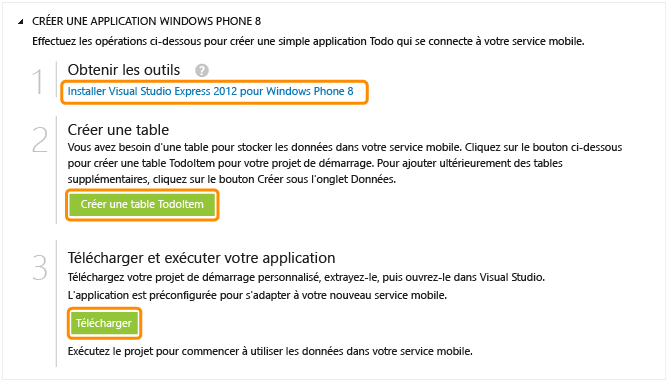 CRÉER UNE APPLICATION WINDOWS PHONE 8
Effectuez les opérations ci-dessous pour créer une simple application Todo qui se connecte à votre service mobile.
1
Obtenir les outils ?
Installer Visual Studio Express 2012 pour Windows Phone 8
2
Créer une table
Vous avez besoin d'une table pour stocker les données dans votre service mobile. Cliquez sur le bouton ci-dessous
pour créer une table TodoItem pour votre projet de démarrage. Pour ajouter ultérieurement des tables
supplémentaires, cliquez sur le bouton Créer sous l'onglet Données.
Créer une table TodoItem
3
Télécharger et exécuter votre application
Téléchargez votre projet de démarrage personnalisé, extrayez-le, puis ouvrez-le dans Visual Studio.
L'application est préconfigurée pour s'adapter à votre nouveau service mobile.
Télécharger
Exécutez le projet pour commencer à utiliser les données dans votre service mobile.